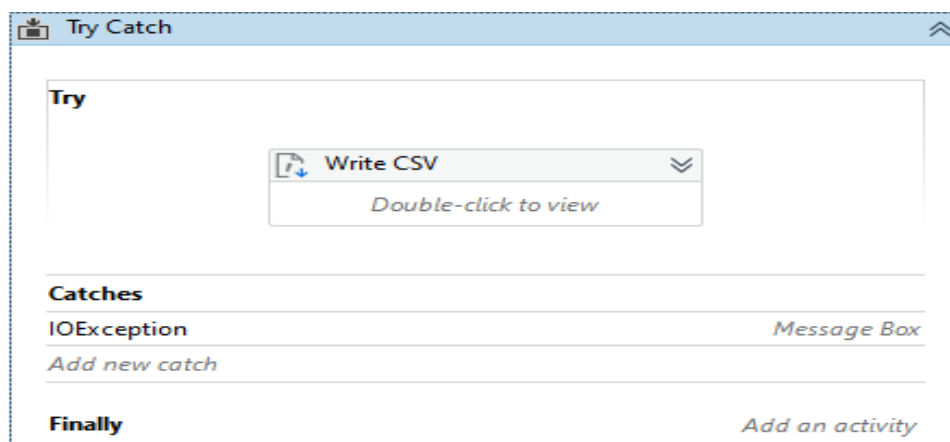 Try Catch
Try
Write CSV
Double-click to view
Catches
IOException Message Box
Add new catch
Finally Add an activity